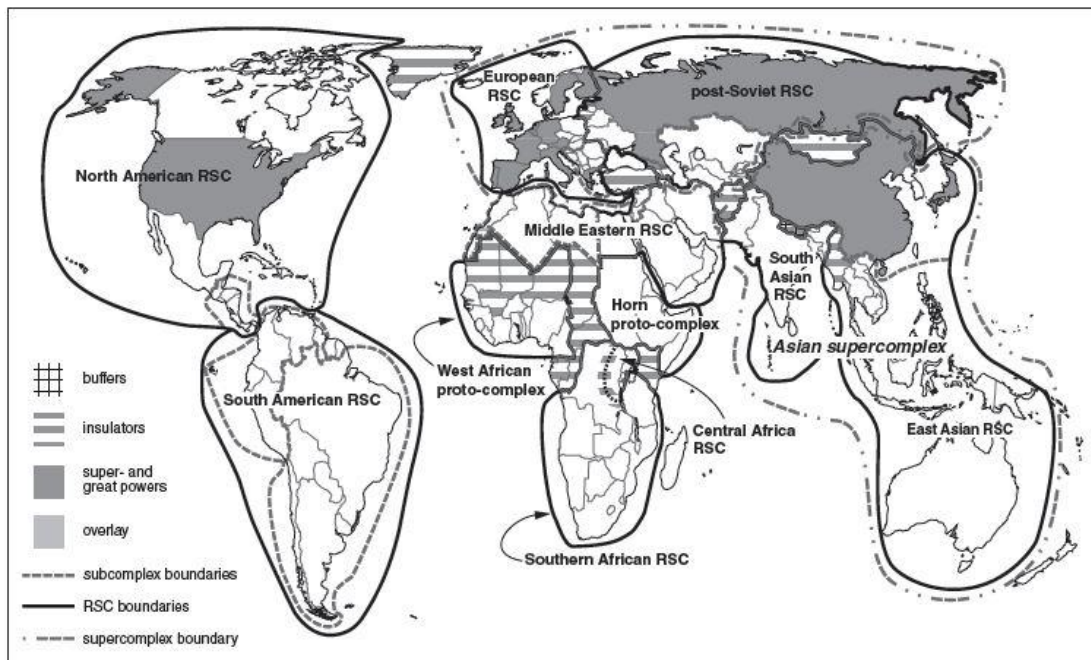 European
RSC
post-Soviet RSC
North American RSC
Middle Eastern RSC
South
Asian
RSC
Horn
proto-complex
Asian supercomplex
West African
proto-complex
South American RSC
Central Africa
RSC
East Asian RSC
Southern African RSC
buffers
insulators
super- and
great powers
overlay
subcomplex boundaries
RSC boundaries
supercomplex boundary